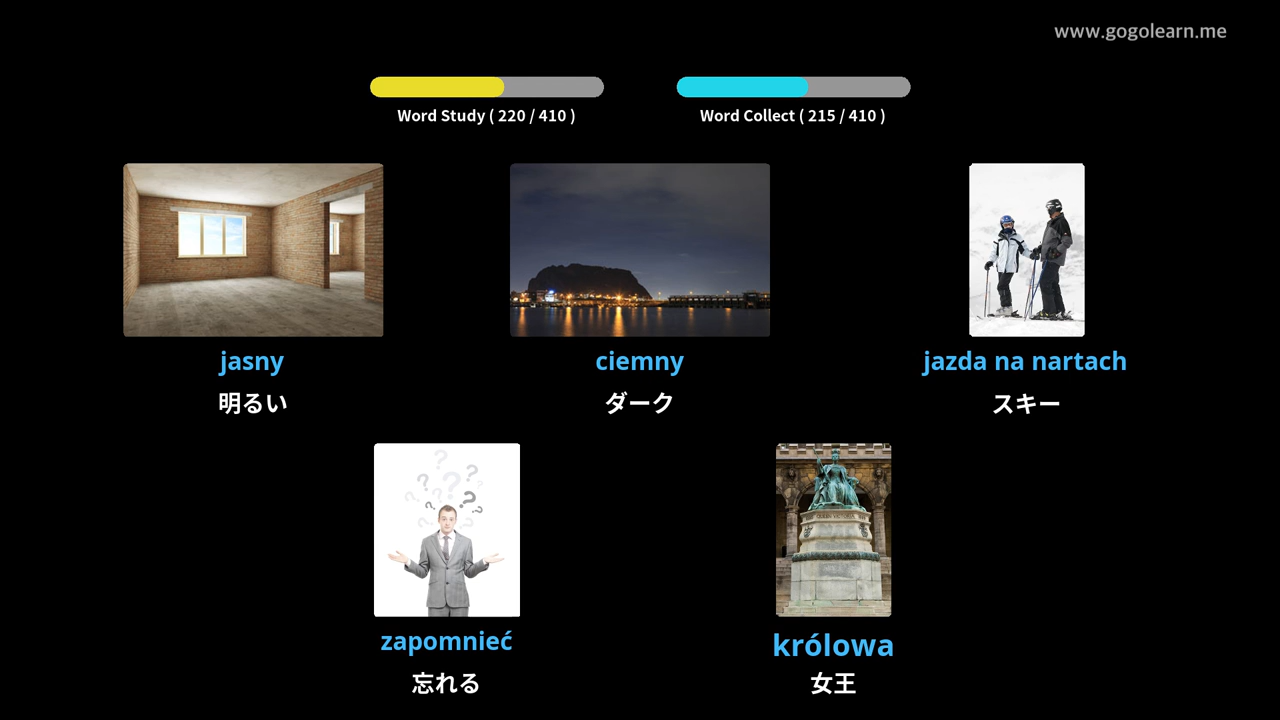 www.gogolearn.me
Word Study ( 220 / 410 )
Word Collect ( 215 / 410 )
jasny
明るい
ciemny
ダーク
jazda na nartach
スキー
zapomnieć
忘れる
królowa
女王